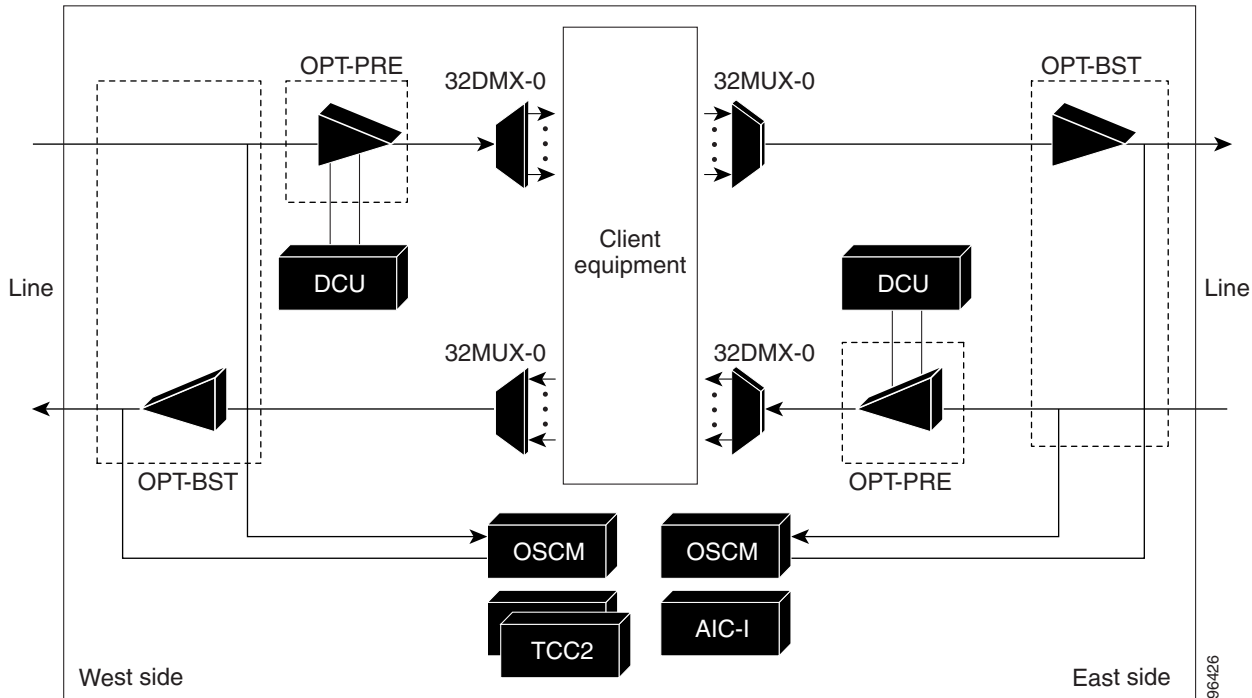 OPT-PRE
32DMX-0
32MUX-0
OPT-BST
Client
equipment
DCU
DCU
Line
Line
32MUX-0
32DMX-0
OPT-BST
OPT-PRE
OSCM
OSCM
TCC2
AIC-I
West side
East side
96426